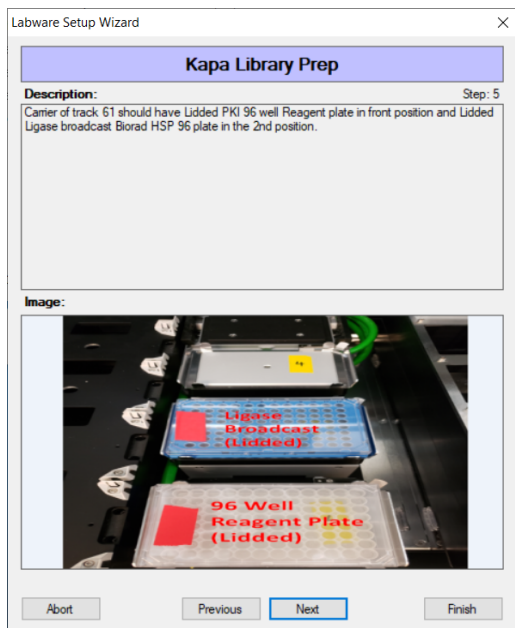 Labware Setup Wizard
Kapa Library Prep
Description:
Step: 5
Carrier of track 61 should have Lidded PKI 96 well Reagent plate in front position and Lidded
Ligase broadcast Biorad HSP 96 plate in the 2nd position.
Image:
Ligase
Broadcast
(Lidded)
96 Well
Reagent Plate
(Lidded)
Abort
Previous
Next
Finish